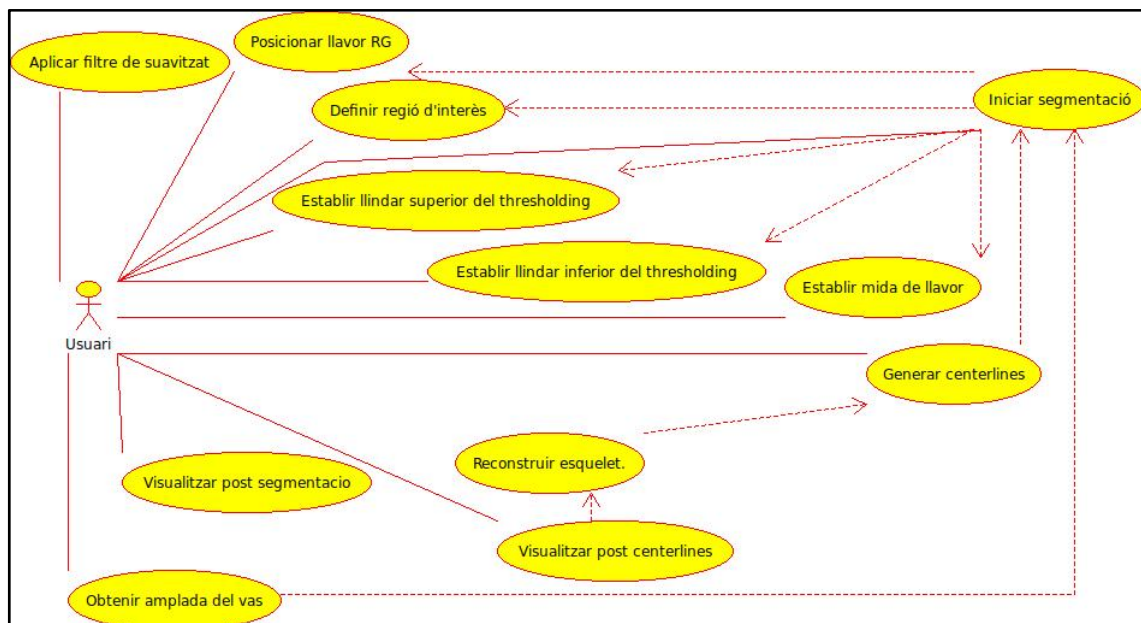 Posicionar llavor RG
Aplicar filtre de suavitzat
Iniciar segmentació
Definir regió d'interès
Establir llindar superior del thresholding
Establir llindar inferior del thresholding
Establir mida de llavor
Usuari
Generar centerlines
Reconstruir esquelet.
Visualitzar post segmentacio
Visualitzar post centerlines
Obtenir amplada del vas